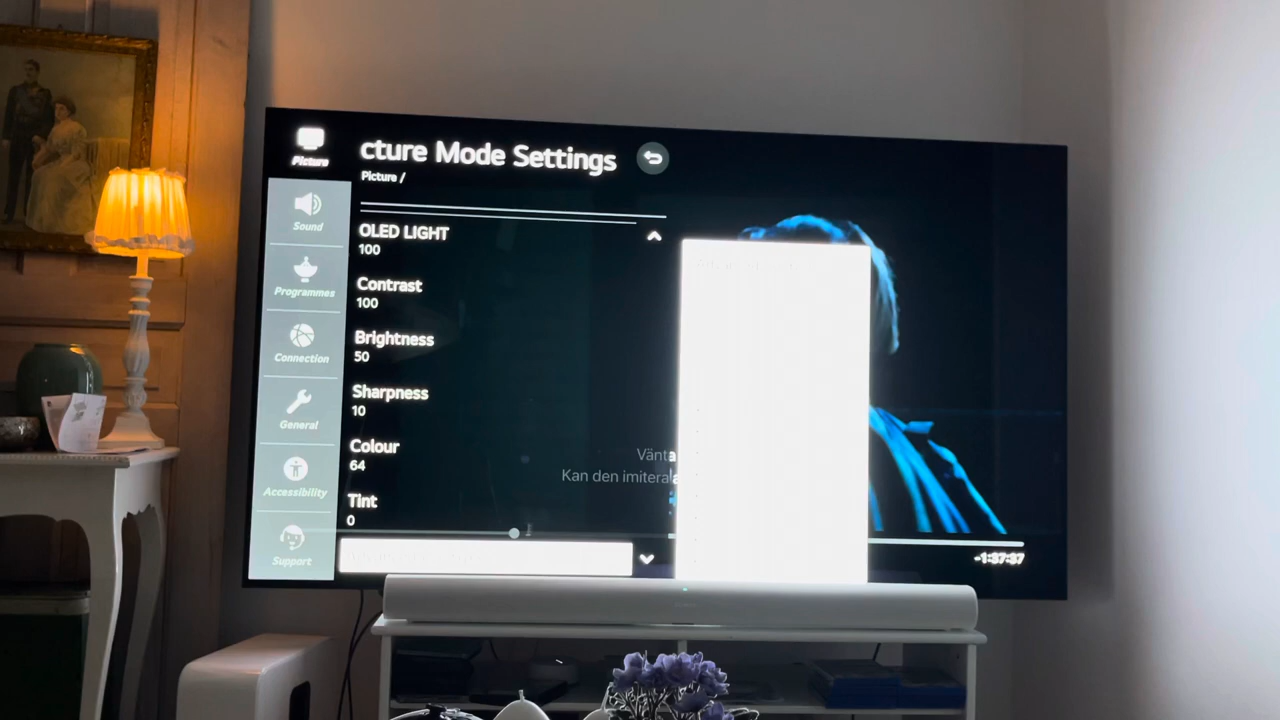 Picture
cture Mode Settings
Picture /
Sound
Programmes
Connection
General
Accessibility
Support
OLED LIGHT
100
Contrast
100
Brightness
50
Sharpness
10
Colour
64
Tint
0
Vänta
Kan den imitera
-1:37:37